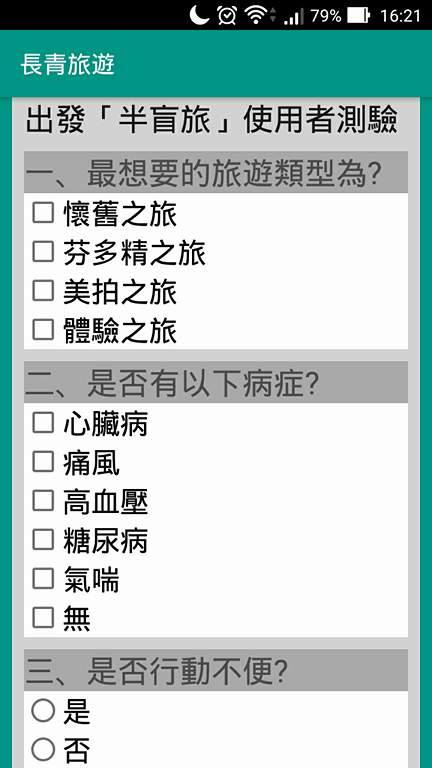 79% 16:21
長青旅遊
出發「半盲旅」使用者測驗
一、最想要的旅遊類型為?
懷舊之旅
芬多精之旅
美拍之旅
體驗之旅
二、是否有以下病症?
心臟病
痛風
高血壓
糖尿病
氣喘
無
三、是否行動不便?
是
否